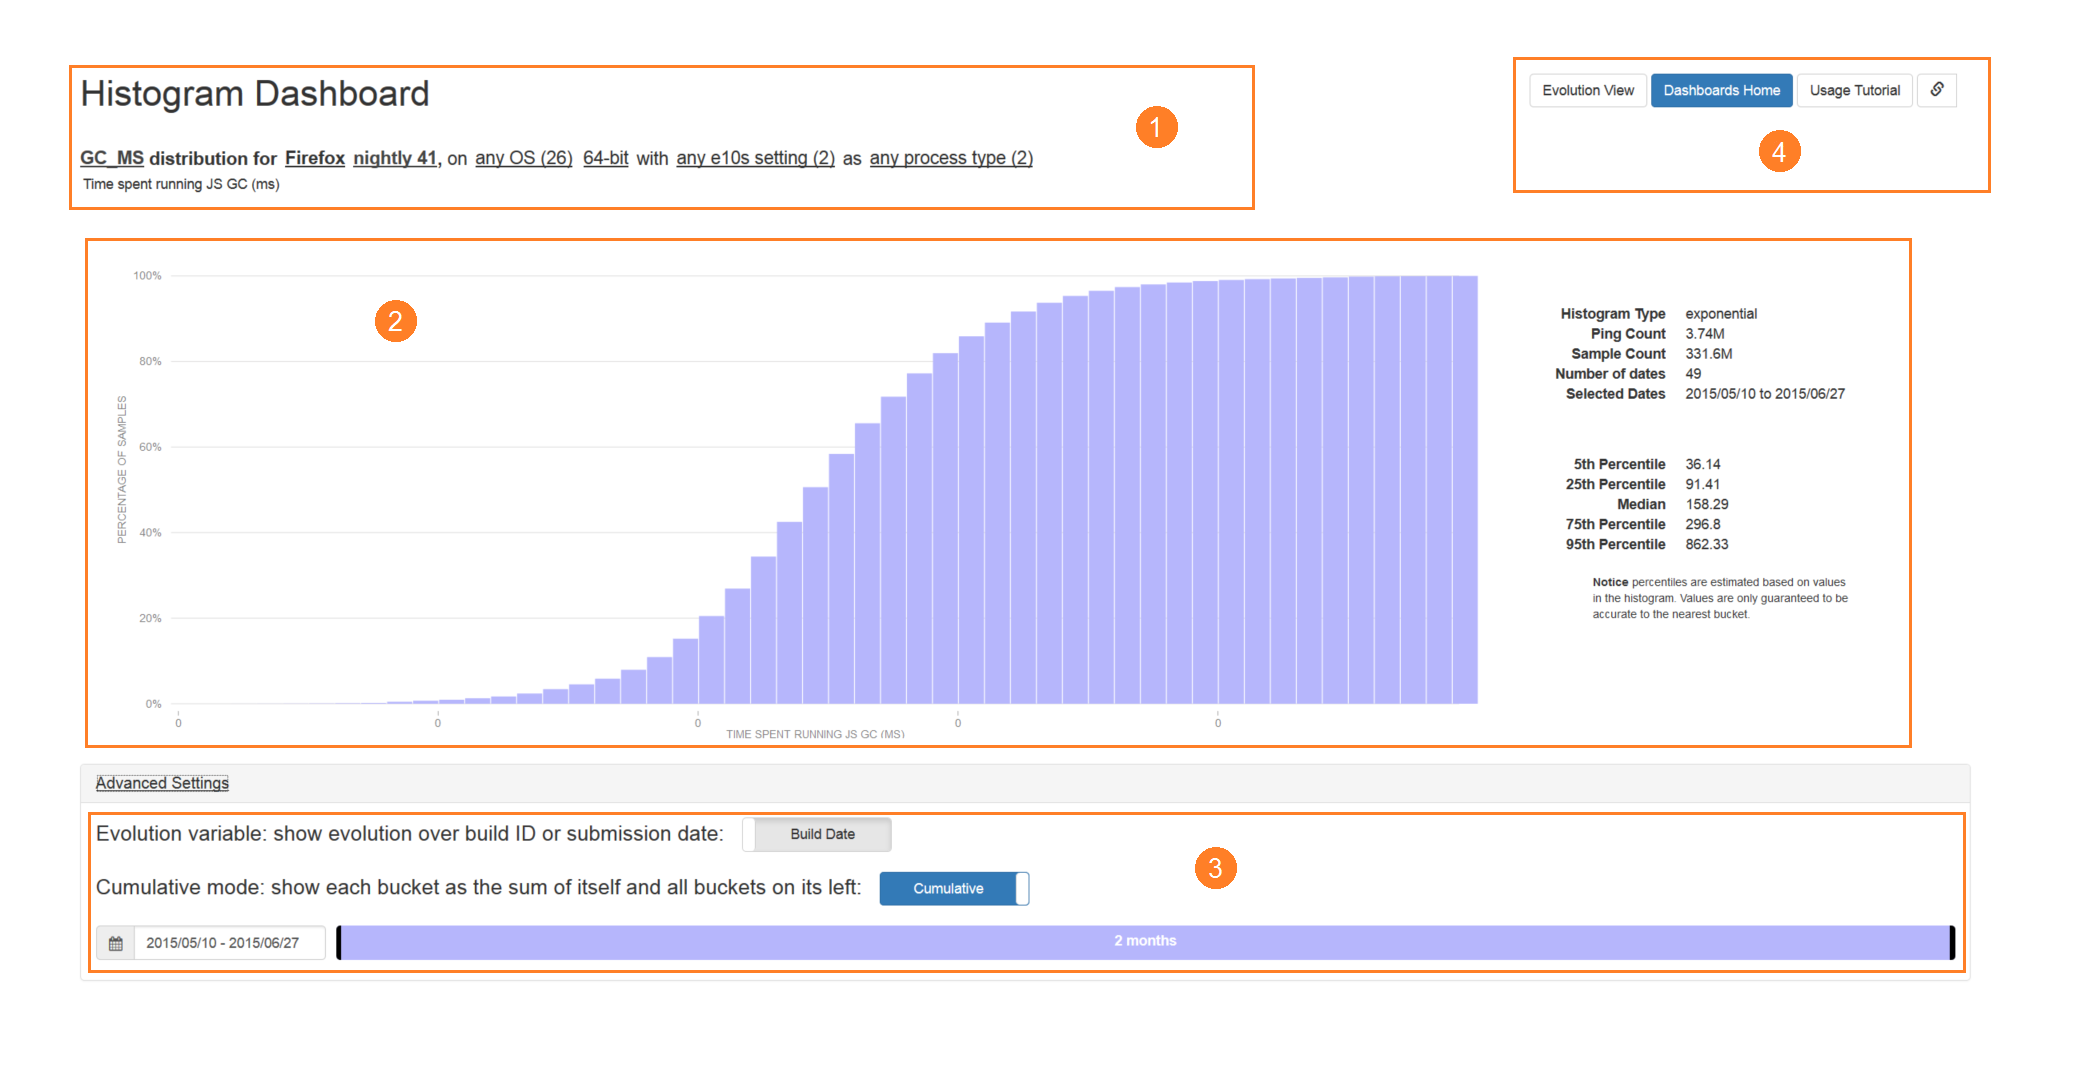 Histogram Dashboard
GC_MS distribution for Firefox nightly 41, on any OS (26) 64-bit with any e10s setting (2) as any process type (2)
Time spent running JS GC (ms)
1
Evolution View Dashboards Home Usage Tutorial
4
2
100%
80%
60%
40%
20%
0%
PERCENTAGE OF SAMPLES
0 0 0 0 0
TIME SPENT RUNNING JS GC (MS)
Histogram Type exponential
Ping Count 3.74M
Sample Count 331.6M
Number of dates 49
Selected Dates 2015/05/10 to 2015/06/27
5th Percentile 36.14
25th Percentile 91.41
Median 158.29
75th Percentile 296.8
95th Percentile 862.33
Notice percentiles are estimated based on values
in the histogram. Values are only guaranteed to be
accurate to the nearest bucket.
Advanced Settings
Evolution variable: show evolution over build ID or submission date: Build Date
3
Cumulative mode: show each bucket as the sum of itself and all buckets on its left: Cumulative
2015/05/10 - 2015/06/27 2 months